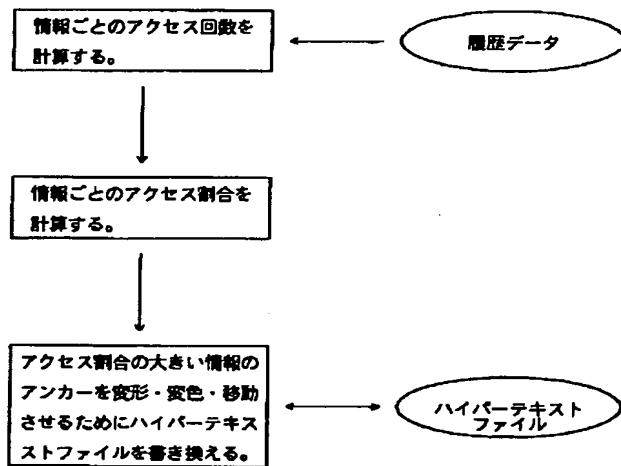 情報ごとのアクセス回数を
計算する。
履歴データ
情報ごとのアクセス割合を
計算する。
アクセス割合の大きい情報の
アンカーを変形・変色・移動
させるためにハイパーテキス
ストファイルを書き換える。
ハイパーテキスト
ファイル